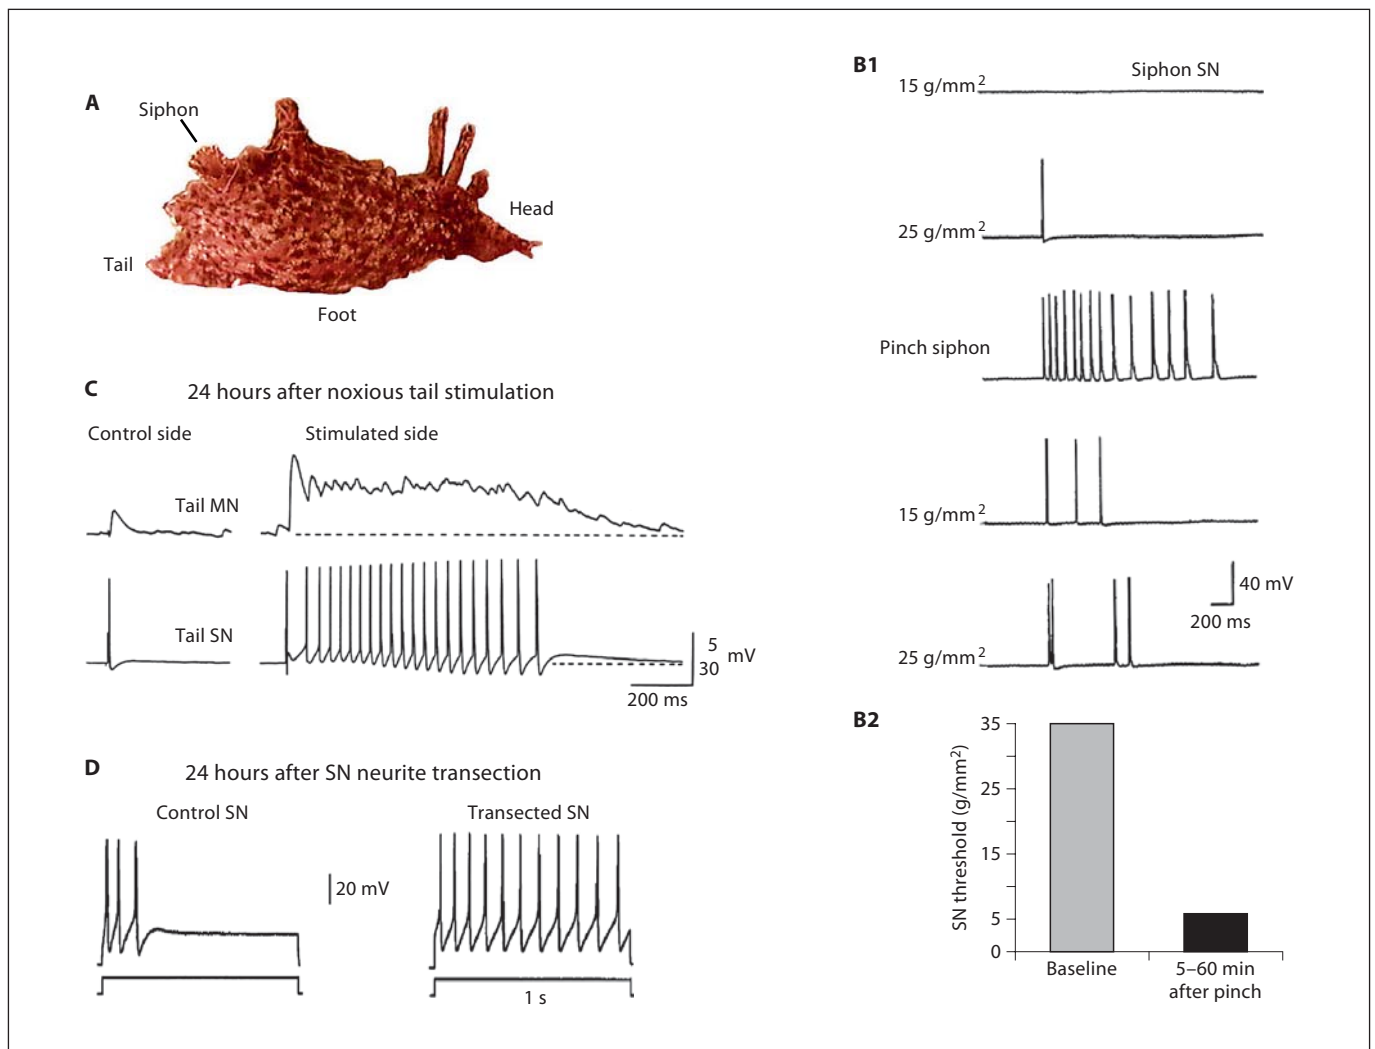 A
Siphon
Head
Tail
Foot
B1
Siphon SN
15 g/mm²
25 g/mm²
Pinch siphon
15 g/mm²
25 g/mm²
40 mV
200 ms
C
24 hours after noxious tail stimulation
Control side
Stimulated side
Tail MN
Tail SN
5
30
mV
200 ms
D
24 hours after SN neurite transection
Control SN
Transected SN
20 mV
1 s
B2
SN threshold (g/mm²)
35
25
15
5
0
Baseline
5–60 min
after pinch